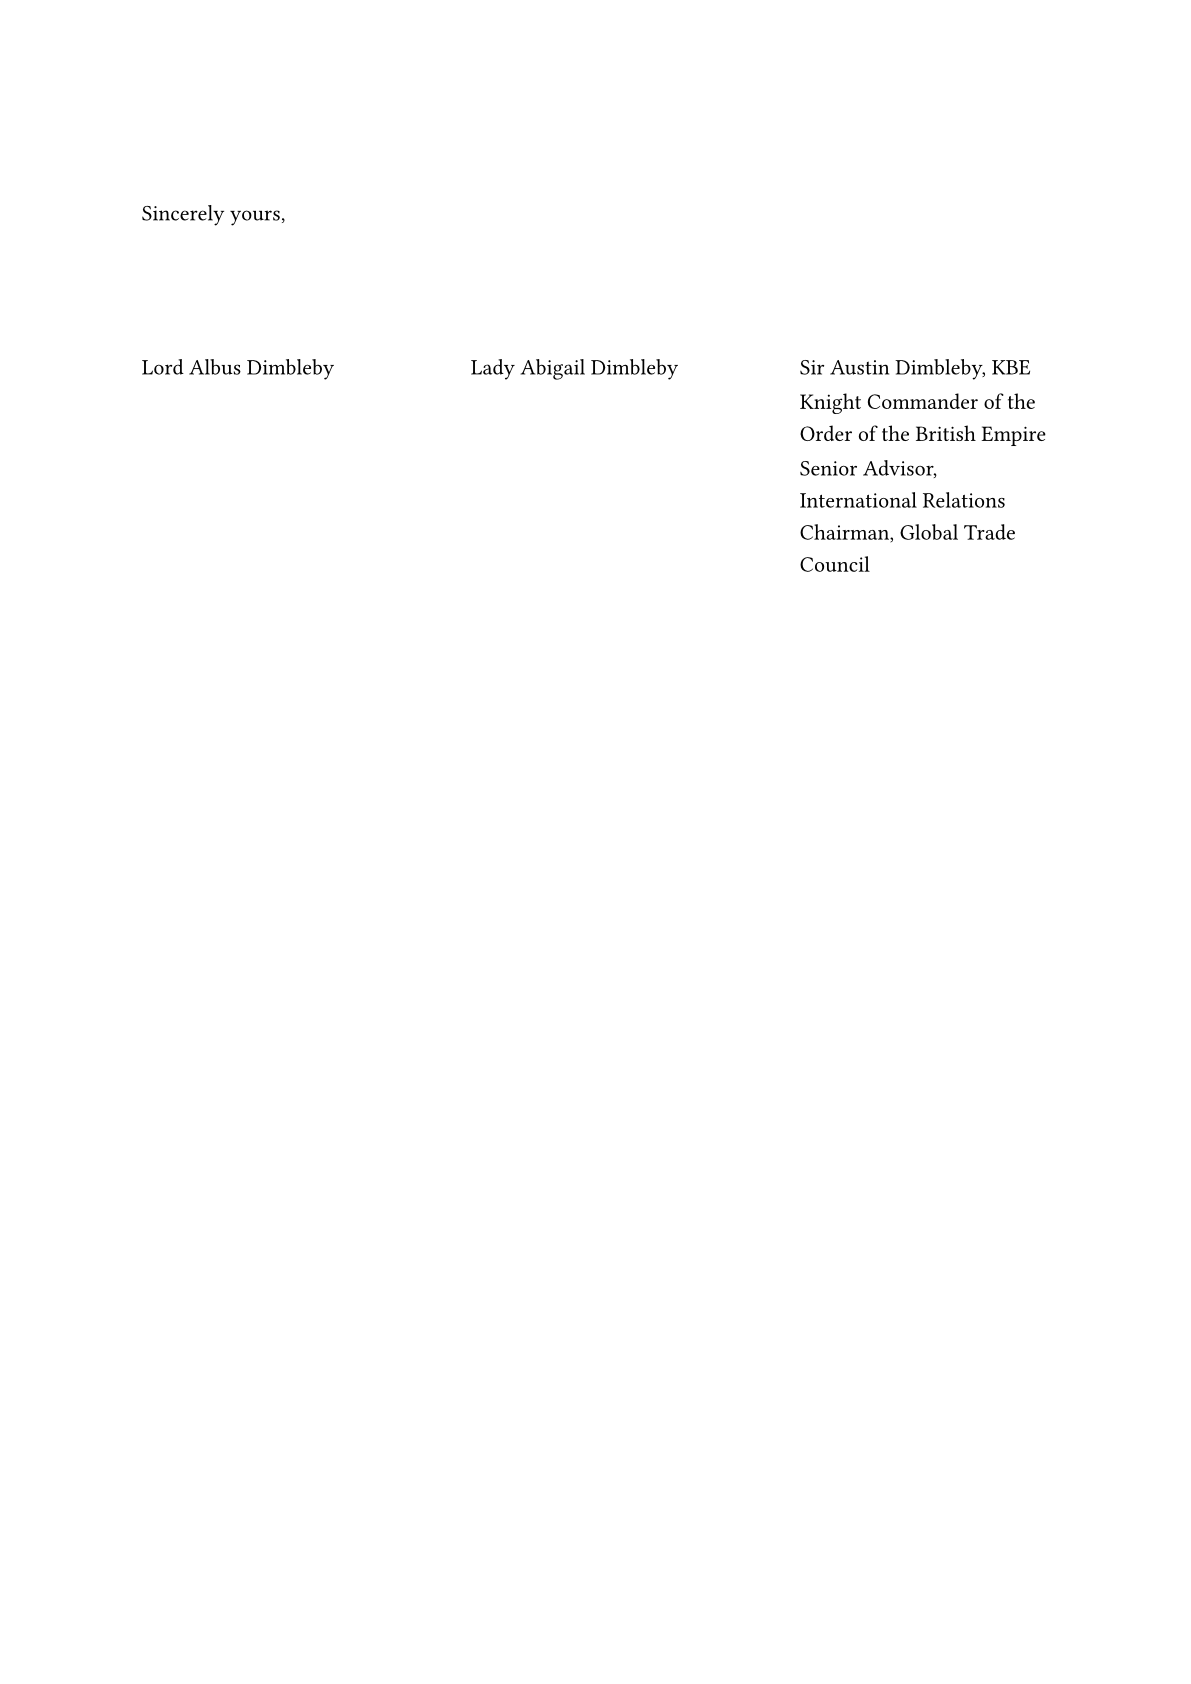 Sincerely yours,
Lord Albus Dimbleby
Lady Abigail Dimbleby
Sir Austin Dimbleby, KBE
Knight Commander of the
Order of the British Empire
Senior Advisor,
International Relations
Chairman, Global Trade
Council